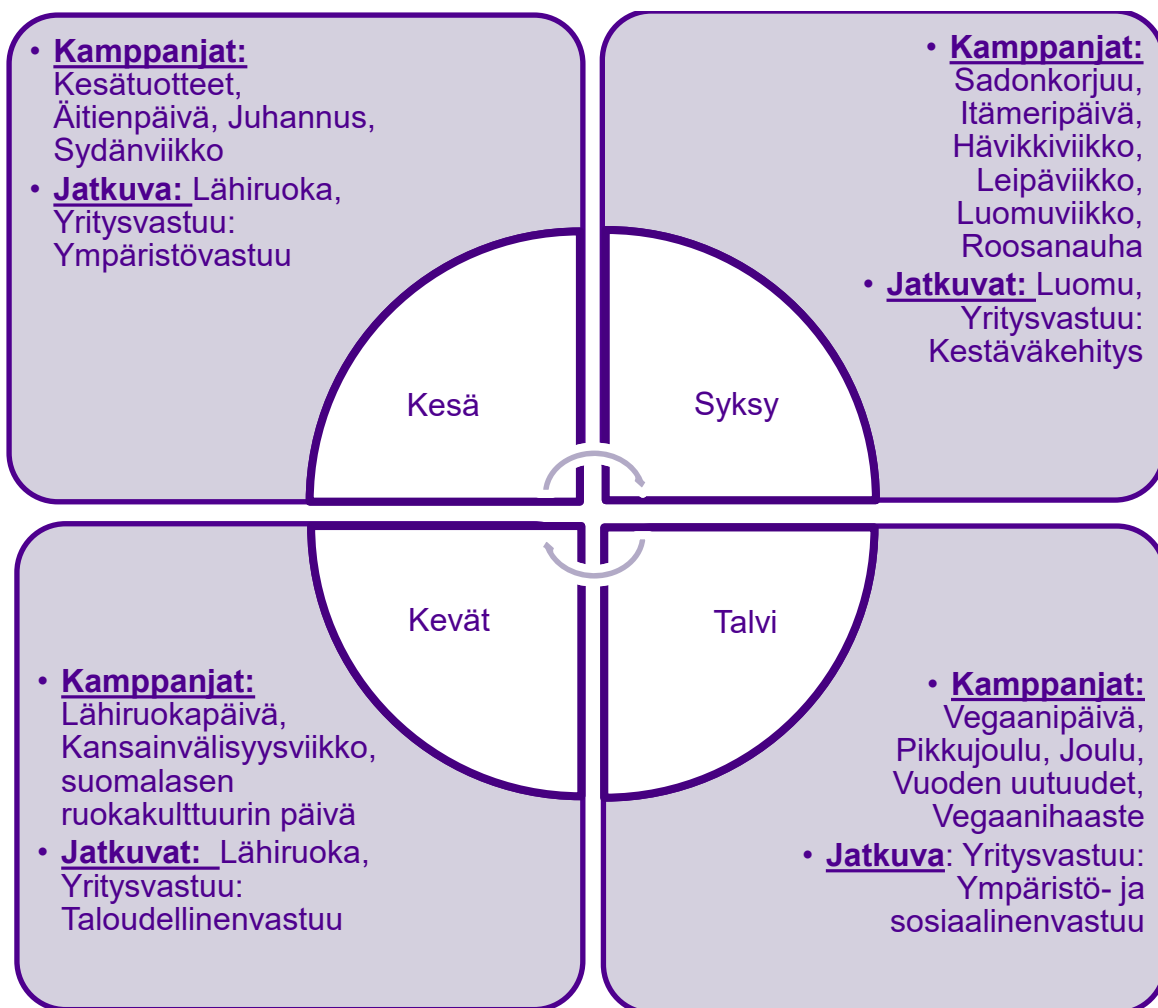 • Kamppanjat:
Kesätuotteet,
Äitienpäivä, Juhannus,
Sydänviikko
• Jatkuva: Lähiruoka,
Yritysvastuu:
Ympäristövastuu
• Kamppanjat:
Sadonkorjuu,
Itämeripäivä,
Hävikkiviikko,
Leipäviikko,
Luomuviikko,
Roosanauha
• Jatkuvat: Luomu,
Yritysvastuu:
Kestäväkehitys
Kesä
Syksy
Kevät
Talvi
• Kamppanjat:
Lähiruokapäivä,
Kansainvälisyysviikko,
suomalasen
ruokakulttuurin päivä
• Jatkuvat: Lähiruoka,
Yritysvastuu:
Taloudellinenvastuu
• Kamppanjat:
Vegaanipäivä,
Pikkujoulu, Joulu,
Vuoden uutuudet,
Vegaanihaaste
• Jatkuva: Yritysvastuu:
Ympäristö- ja
sosiaalinenvastuu